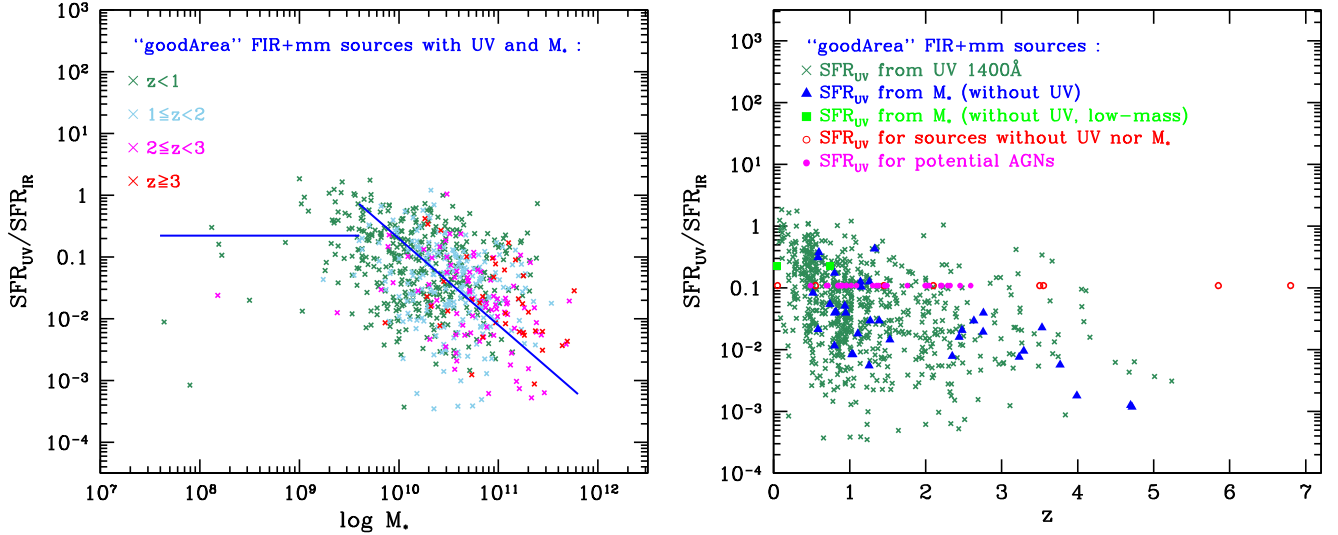 "goodArea" FIR+mm sources with UV and M* :
z<1
1≤z<2
2≤z<3
z≥3
10³
10²
10¹
1
0.1
10⁻²
10⁻³
10⁻⁴
SFR_UV/SFR_IR
10⁷ 10⁸ 10⁹ 10¹⁰ 10¹¹ 10¹²
log M*
"goodArea" FIR+mm sources :
SFR_UV from UV 1400Å
SFR_UV from M* (without UV)
SFR_UV from M* (without UV, low-mass)
SFR_UV for sources without UV nor M*
SFR_UV for potential AGNs
10³
10²
10¹
1
0.1
10⁻²
10⁻³
10⁻⁴
SFR_UV/SFR_IR
0 1 2 3 4 5 6 7
z